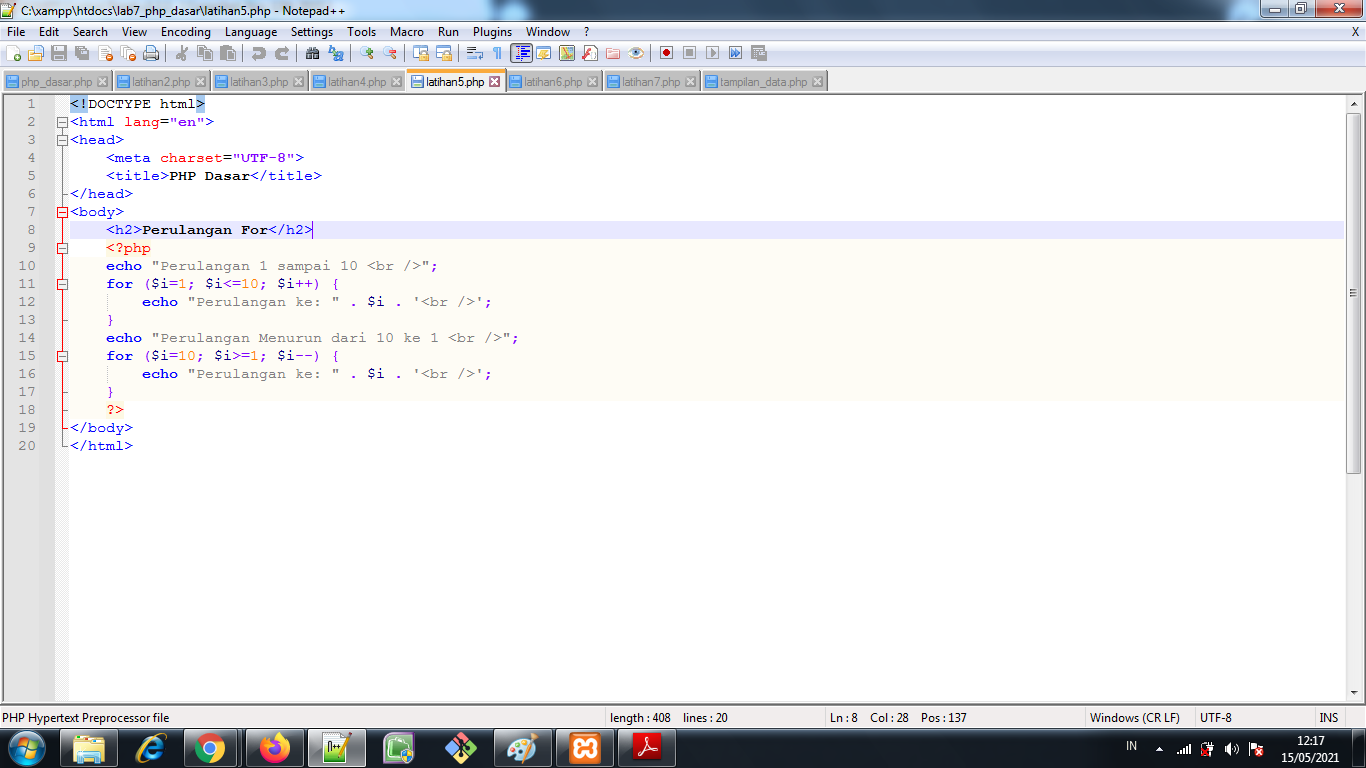 C:\xampp\htdocs\lab7_php_dasar\latihan5.php - Notepad++
File Edit Search View Encoding Language Settings Tools Macro Run Plugins Window ? X
php_dasar.php latihan2.php latihan3.php latihan4.php latihan5.php latihan6.php latihan7.php tampilan_data.php
1 <!DOCTYPE html>
2 <html lang="en">
3 <head>
4 <meta charset="UTF-8">
5 <title>PHP Dasar</title>
6 </head>
7 <body>
8 <h2>Perulangan For</h2>
9 <?php
10 echo "Perulangan 1 sampai 10 <br />";
11 for ($i=1; $i<=10; $i++) {
12 echo "Perulangan ke: " . $i . '<br />';
13 }
14 echo "Perulangan Menurun dari 10 ke 1 <br />";
15 for ($i=10; $i>=1; $i--) {
16 echo "Perulangan ke: " . $i . '<br />';
17 }
18 ?>
19 </body>
20 </html>
PHP Hypertext Preprocessor file length : 408 lines : 20 Ln : 8 Col : 28 Pos : 137 Windows (CR LF) UTF-8 INS
IN 12:17
15/05/2021